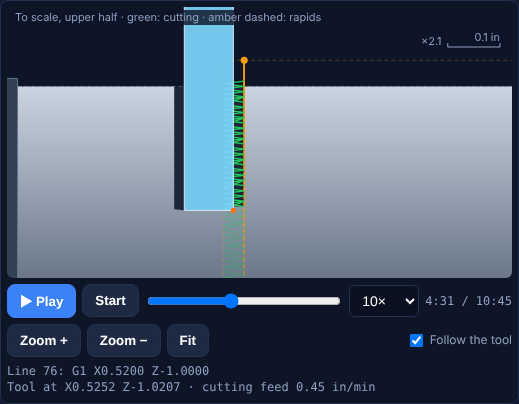 To scale, upper half · green: cutting · amber dashed: rapids
×2.1 0.1 in
Play Start 10× 4:31 / 10:45
Zoom + Zoom − Fit Follow the tool
Line 76: G1 X0.5200 Z-1.0000
Tool at X0.5252 Z-1.0207 · cutting feed 0.45 in/min